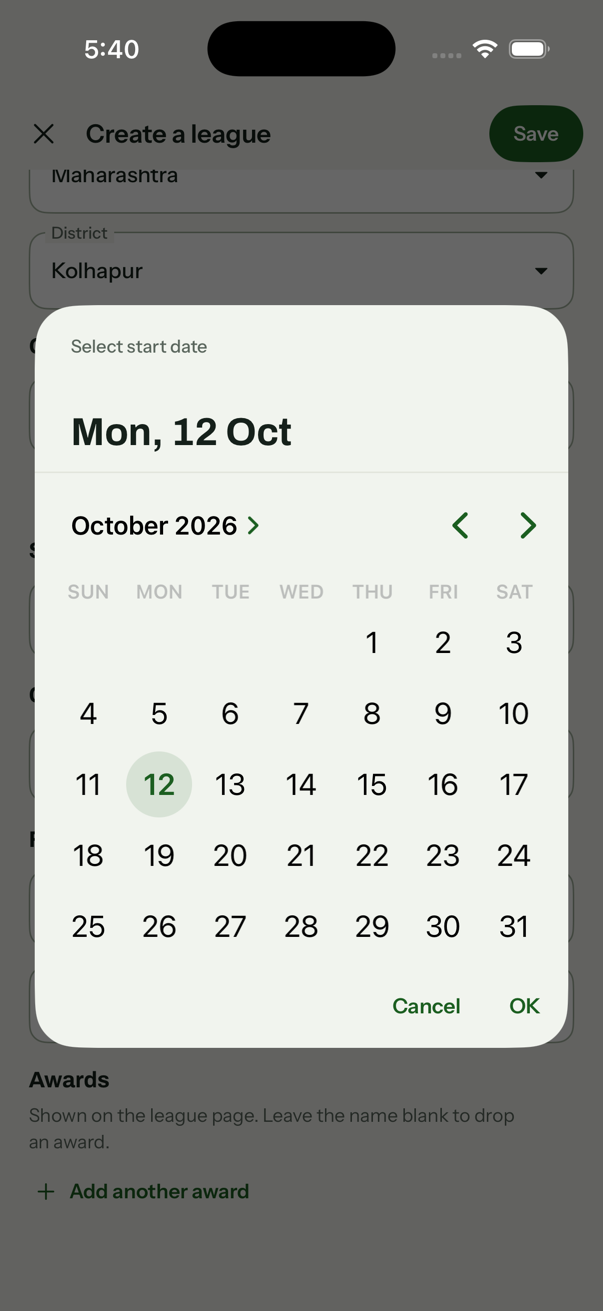 5:40
Create a league
Save
Maharashtra
District
Kolhapur
Select start date
Mon, 12 Oct
October 2026
SUN MON TUE WED THU FRI SAT
1 2 3
4 5 6 7 8 9 10
11 12 13 14 15 16 17
18 19 20 21 22 23 24
25 26 27 28 29 30 31
Cancel OK
Awards
Shown on the league page. Leave the name blank to drop
an award.
Add another award